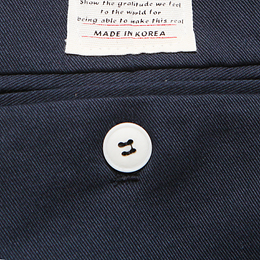 Show the gratitude we feel
to the world for
being able to make this real
MADE IN KOREA